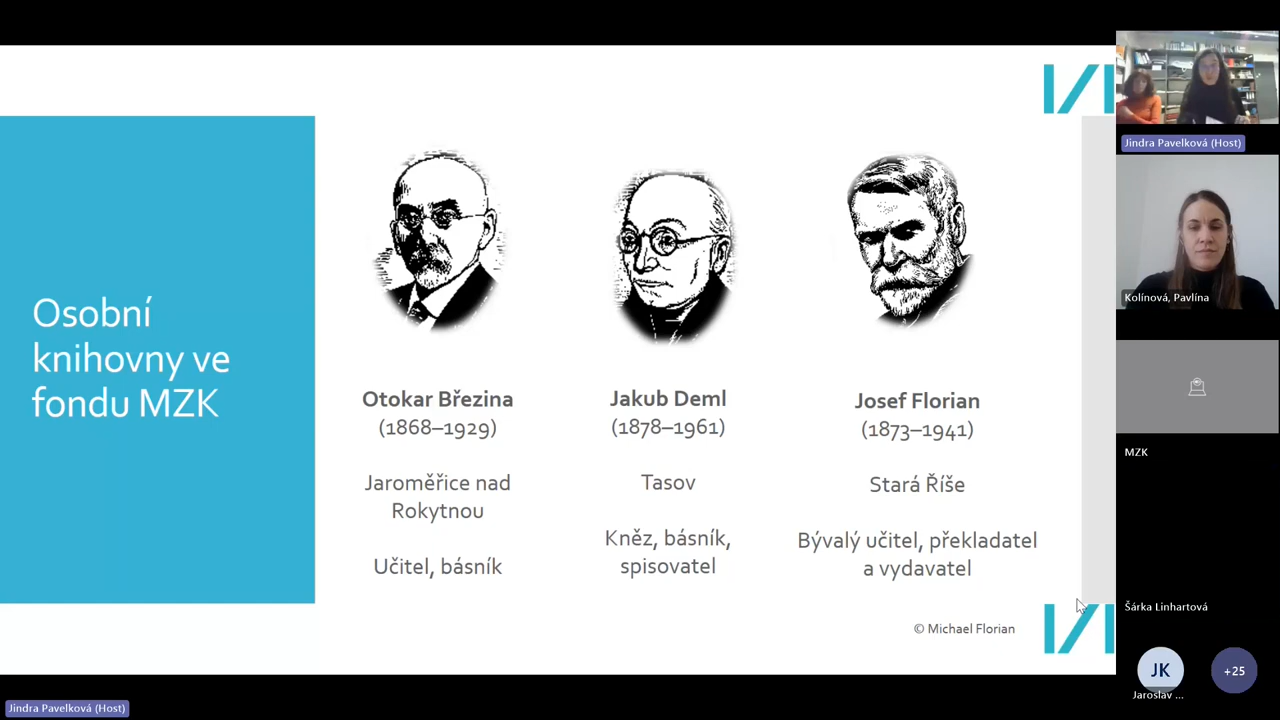 Osobní
knihovny ve
fondu MZK
Otokar Březina
(1868–1929)
Jaroměřice nad
Rokytnou
Učitel, básník
Jakub Deml
(1878–1961)
Tasov
Kněz, básník,
spisovatel
Josef Florian
(1873–1941)
Stará Říše
Bývalý učitel, překladatel
a vydavatel
© Michael Florian
Jindra Pavelková (Host)
Kolínová, Pavlína
MZK
Šárka Linhartová
JK
+25
Jaroslav ...
Jindra Pavelková (Host)